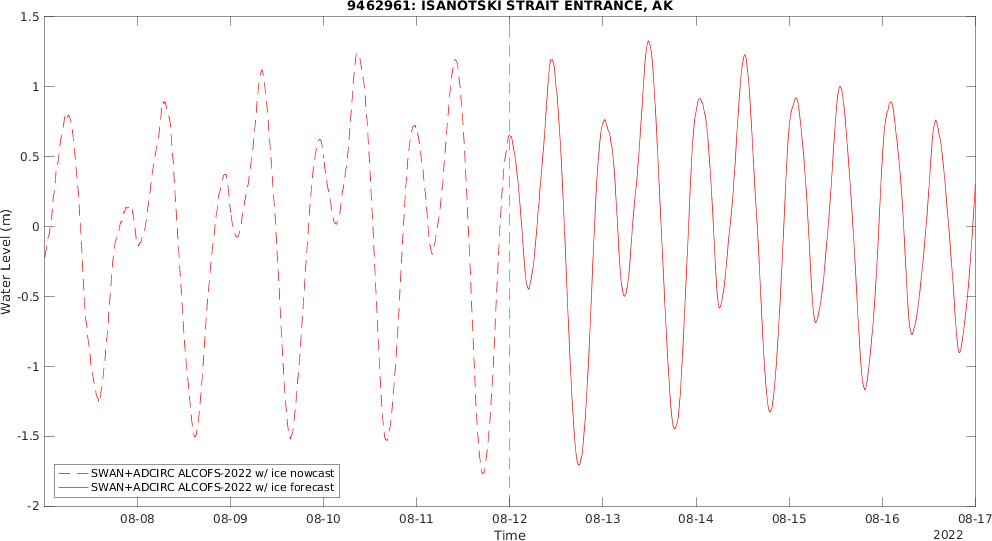 9462961: ISANOTSKI STRAIT ENTRANCE, AK
1.5
1
0.5
0
-0.5
-1
-1.5
-2
Water Level (m)
SWAN+ADCIRC ALCOFS-2022 w/ ice nowcast
SWAN+ADCIRC ALCOFS-2022 w/ ice forecast
08-08 08-09 08-10 08-11 08-12 08-13 08-14 08-15 08-16 08-17
Time
2022